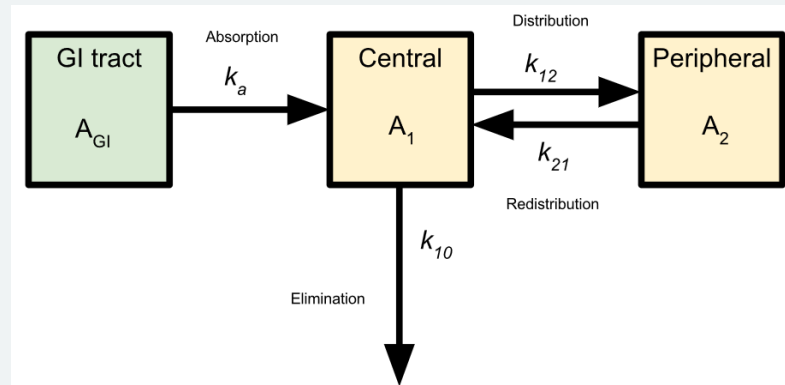 GI tract
A_GI
Absorption
k_a
Central
A_1
Distribution
k_12
k_21
Redistribution
Peripheral
A_2
k_10
Elimination